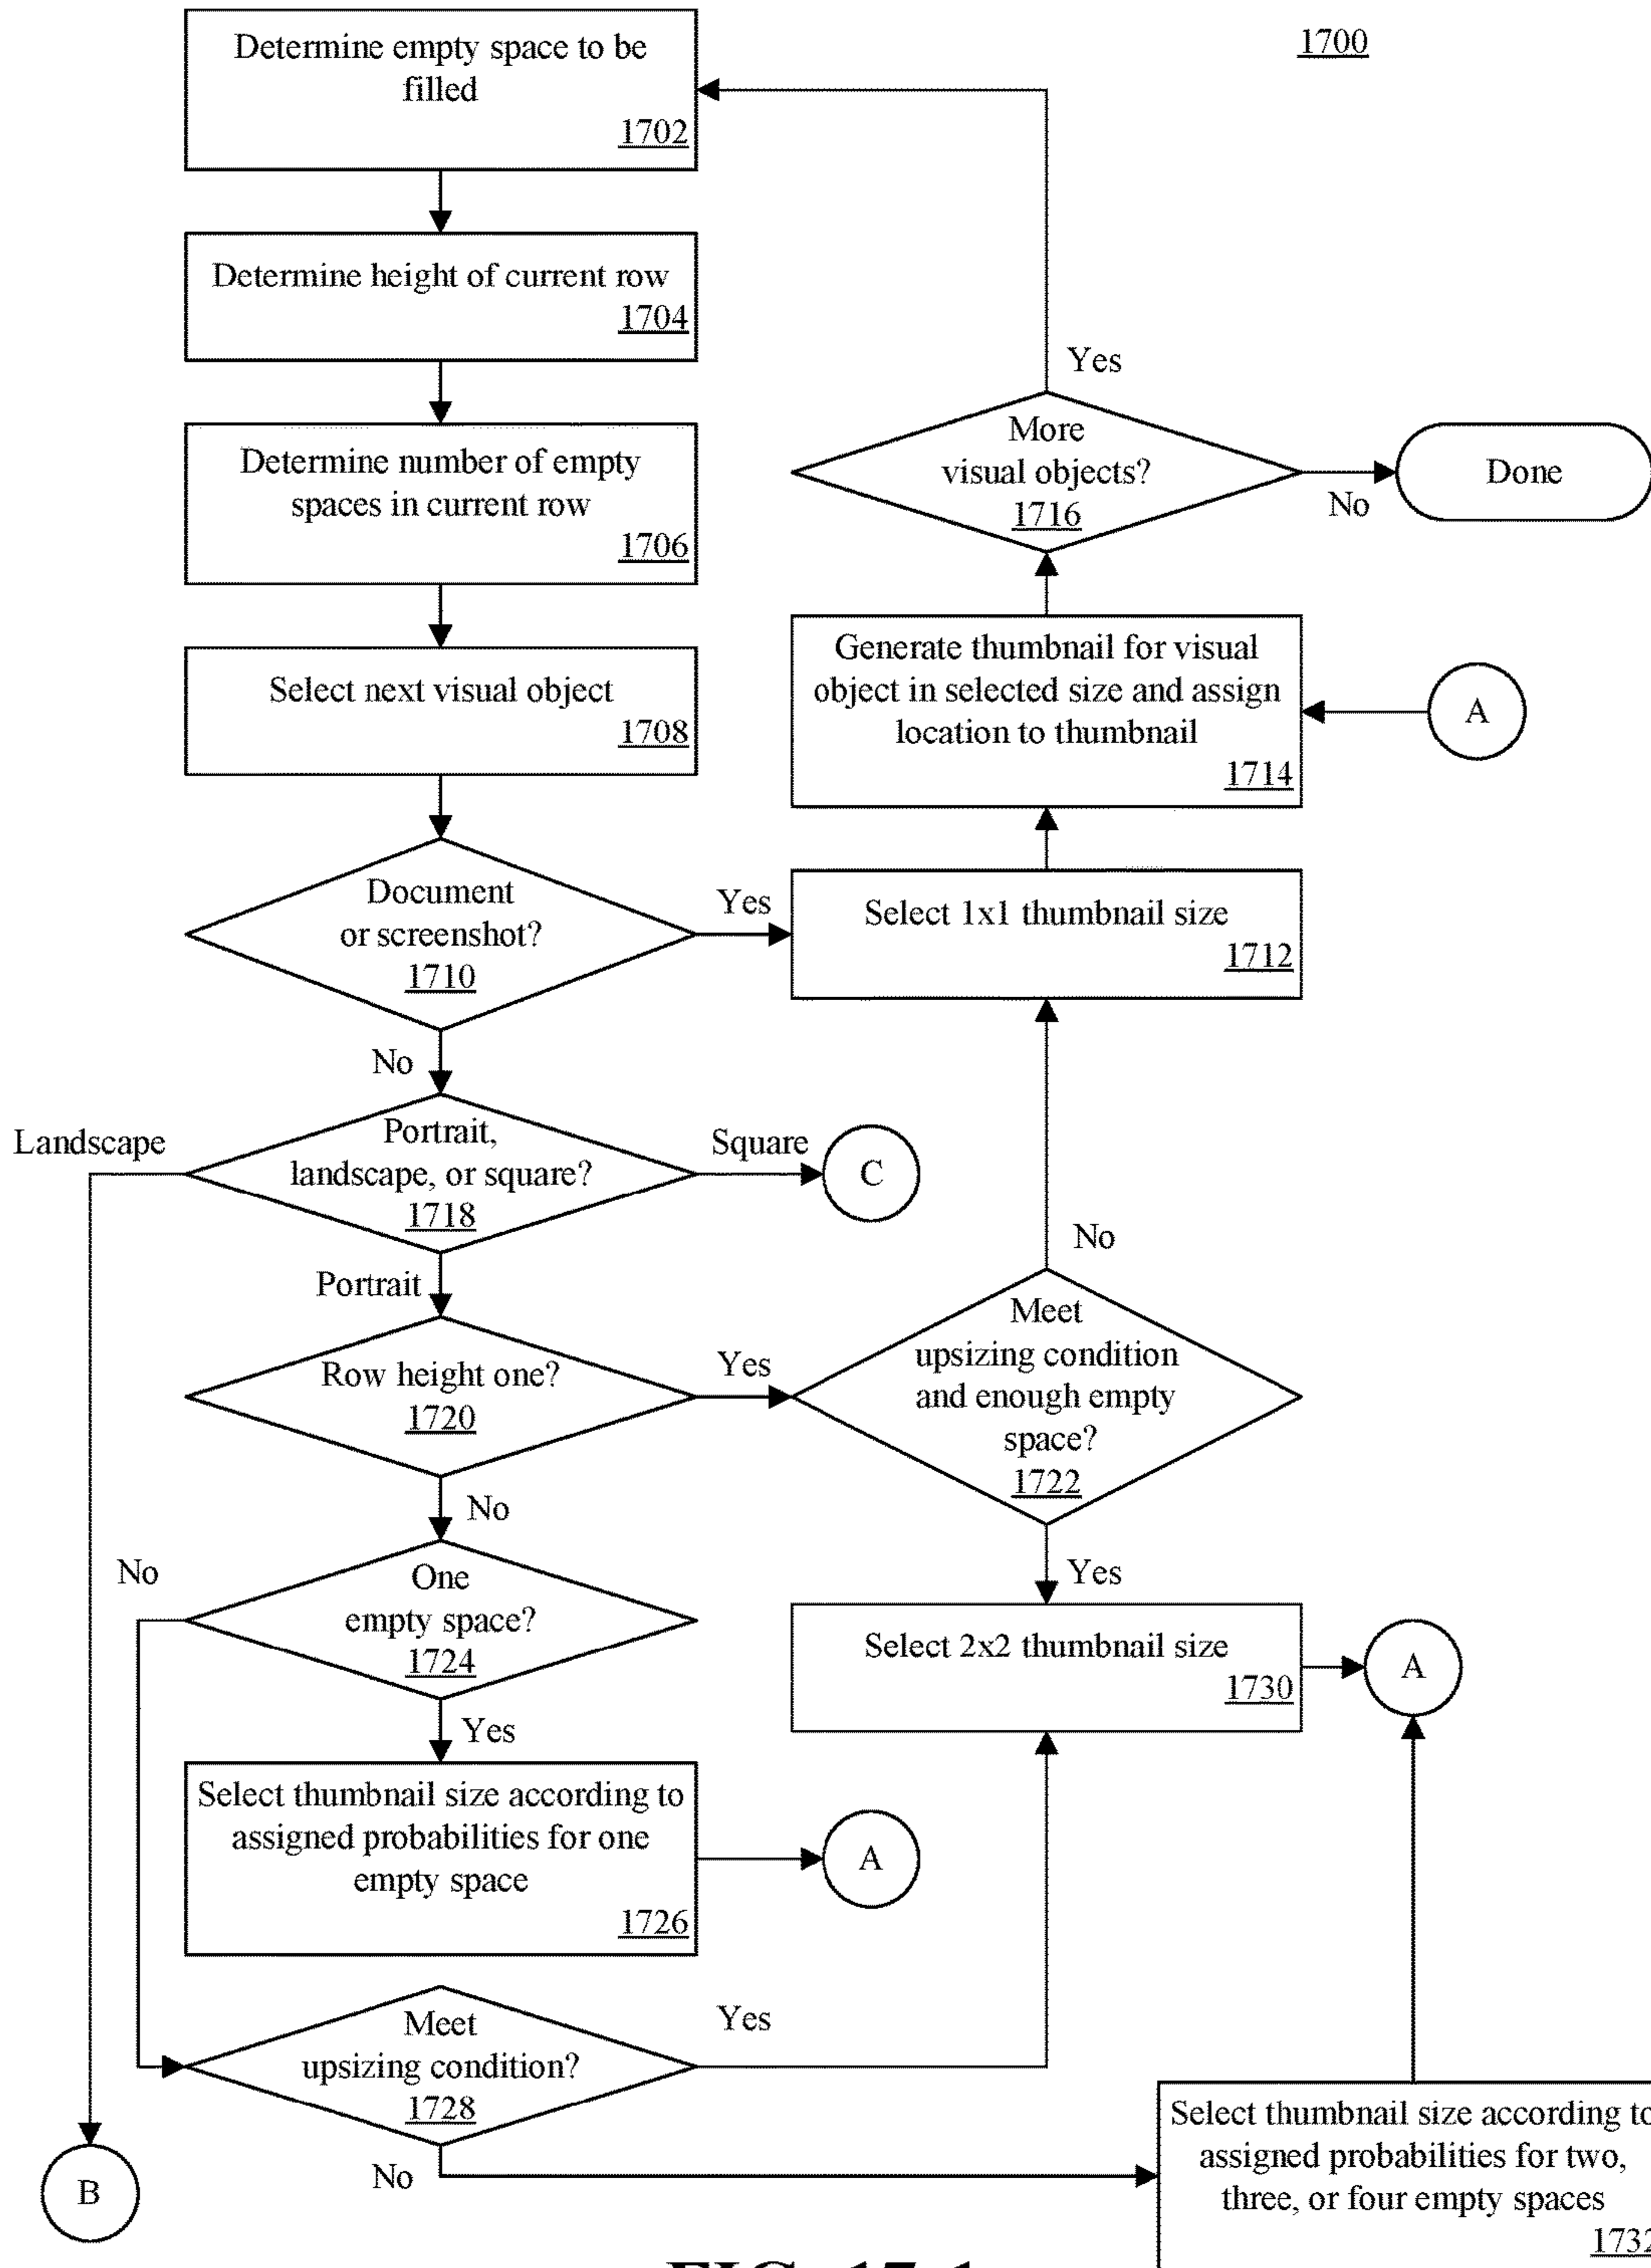 1700
Determine empty space to be
filled
1702
Determine height of current row
1704
Determine number of empty
spaces in current row
1706
Select next visual object
1708
Document
or screenshot?
1710
Yes
No
Select 1x1 thumbnail size
1712
Generate thumbnail for visual
object in selected size and assign
location to thumbnail
1714
A
More
visual objects?
1716
Yes
No
Done
Portrait,
landscape, or square?
1718
Landscape
Square
C
Portrait
Row height one?
1720
Yes
No
Meet
upsizing condition
and enough empty
space?
1722
No
Yes
One
empty space?
1724
No
Yes
Select thumbnail size according to
assigned probabilities for one
empty space
1726
A
Select 2x2 thumbnail size
1730
A
Meet
upsizing condition?
1728
Yes
No
B
Select thumbnail size according to
assigned probabilities for two,
three, or four empty spaces
1732